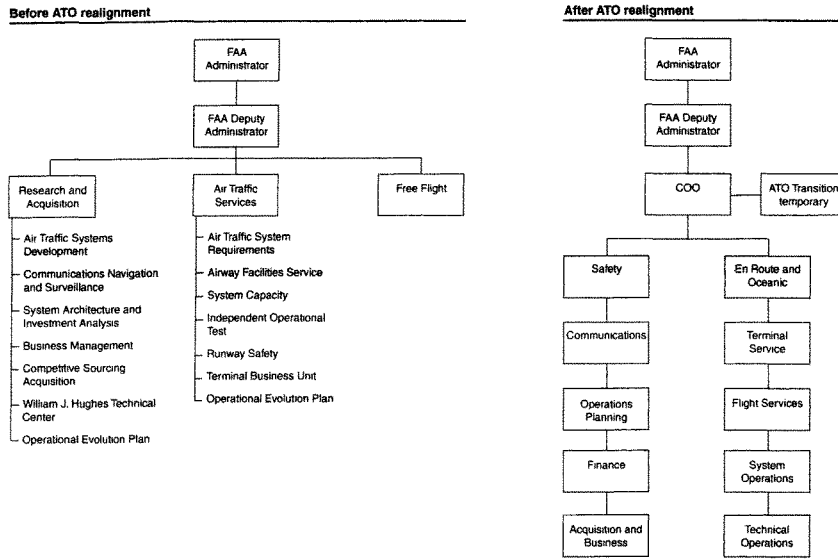 Before ATO realignment
FAA
Administrator
FAA Deputy
Administrator
Research and
Acquisition
Air Traffic
Services
Free Flight
Air Traffic Systems
Development
Communications Navigation
and Surveillance
System Architecture and
Investment Analysis
Business Management
Competitive Sourcing
Acquisition
William J. Hughes Technical
Center
Operational Evolution Plan
Air Traffic System
Requirements
Airway Facilities Service
System Capacity
Independent Operational
Test
Runway Safety
Terminal Business Unit
Operational Evolution Plan
After ATO realignment
FAA
Administrator
FAA Deputy
Administrator
COO
ATO Transition
temporary
Safety
Communications
Operations
Planning
Finance
Acquisition and
Business
En Route and
Oceanic
Terminal
Service
Flight Services
System
Operations
Technical
Operations